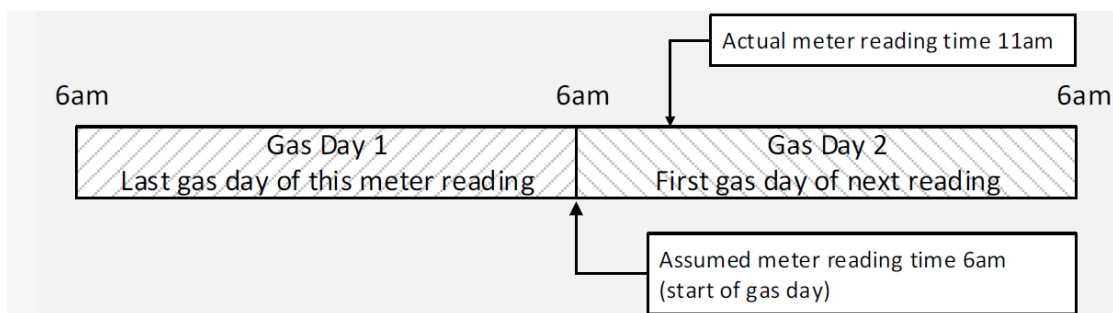 Actual meter reading time 11am
6am
6am
6am
Gas Day 1
Last gas day of this meter reading
Gas Day 2
First gas day of next reading
Assumed meter reading time 6am
(start of gas day)